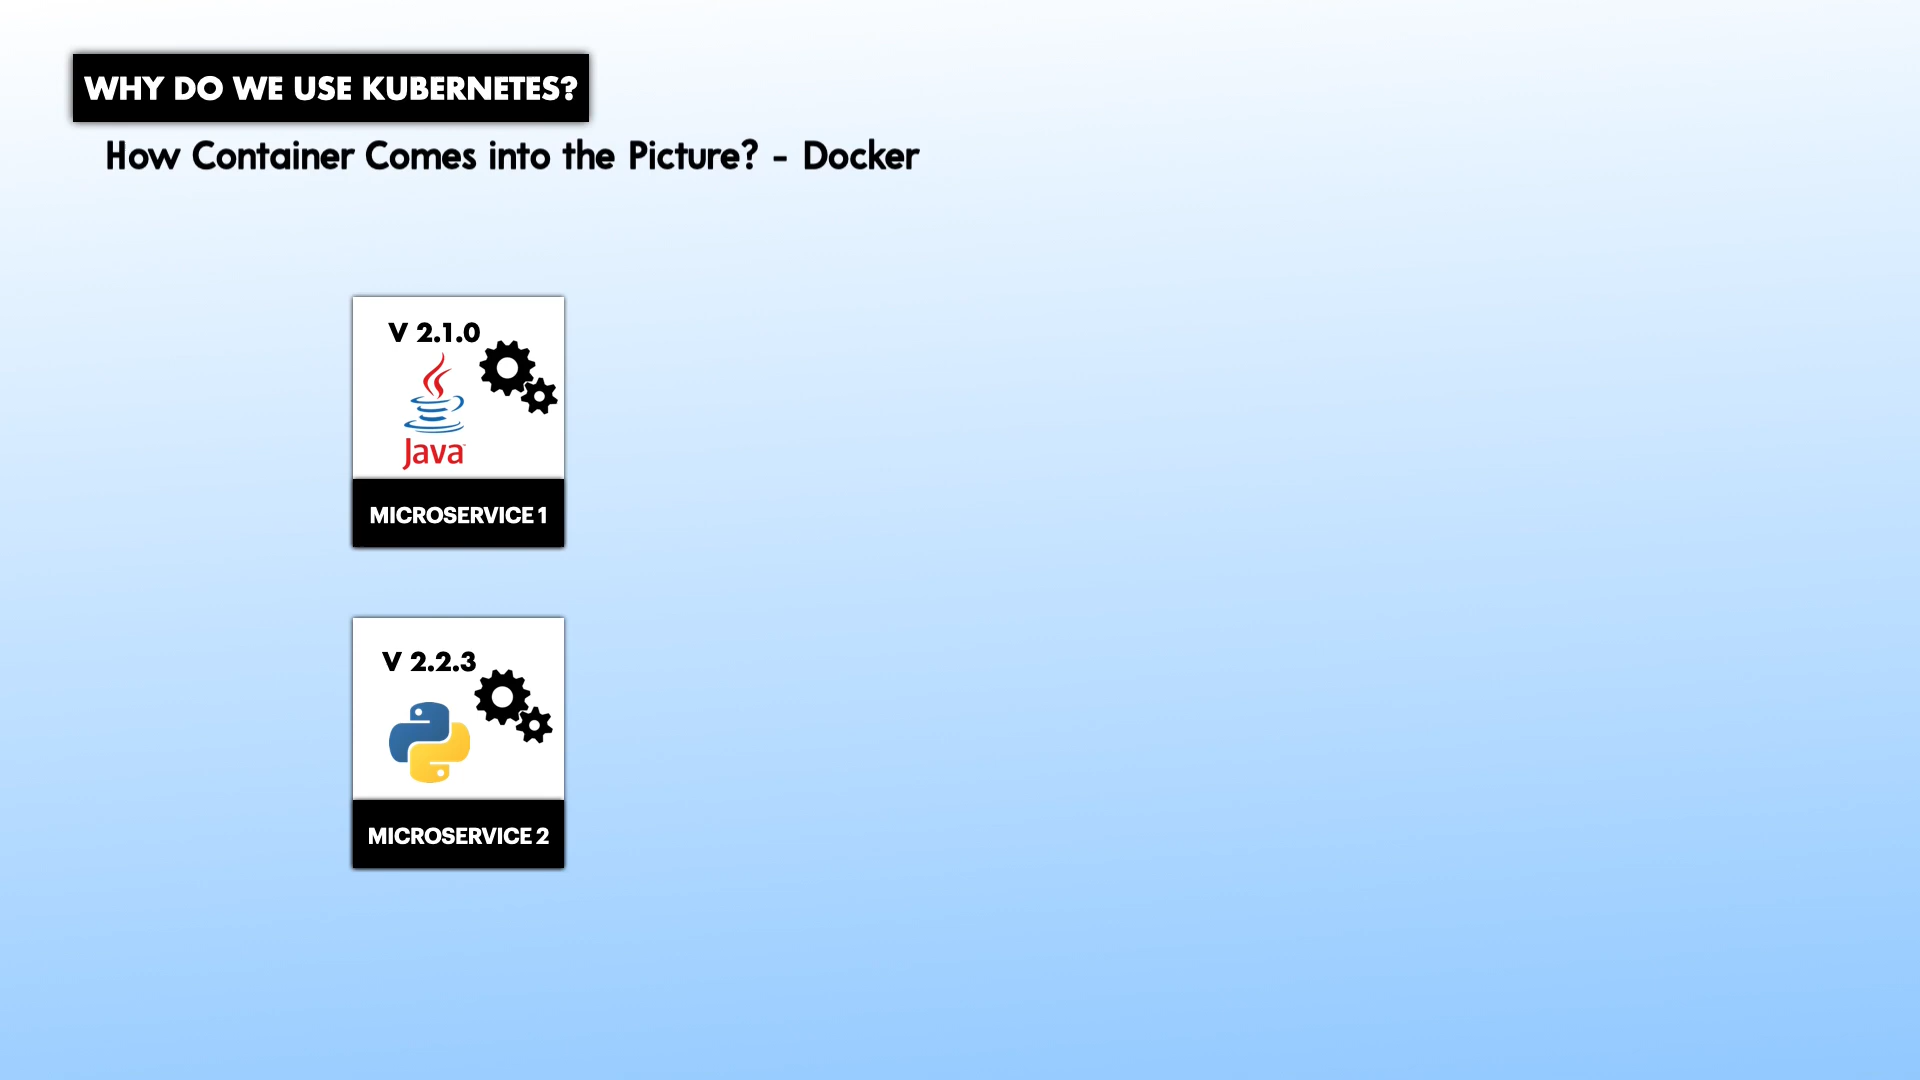 WHY DO WE USE KUBERNETES?
How Container Comes into the Picture? - Docker
V 2.1.0
Java
MICROSERVICE 1
V 2.2.3
MICROSERVICE 2